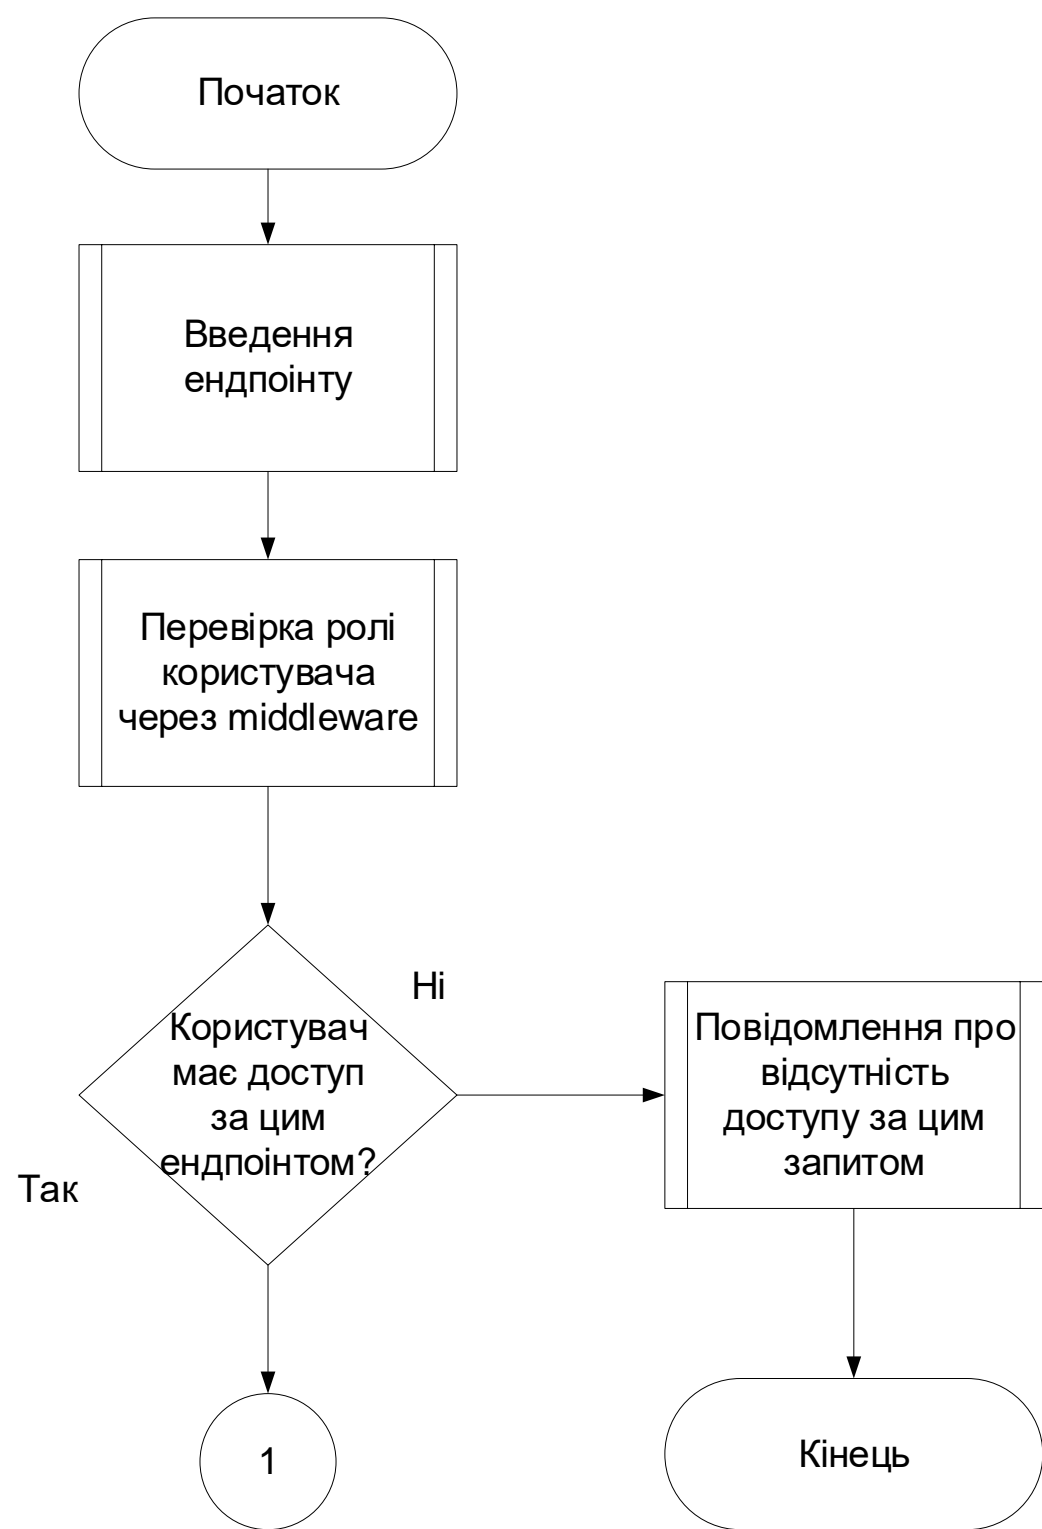 Початок
Введення
ендпоінту
Перевірка ролі
користувача
через middleware
Користувач
має доступ
за цим
ендпоінтом?
Ні
Так
Повідомлення про
відсутність
доступу за цим
запитом
1
Кінець